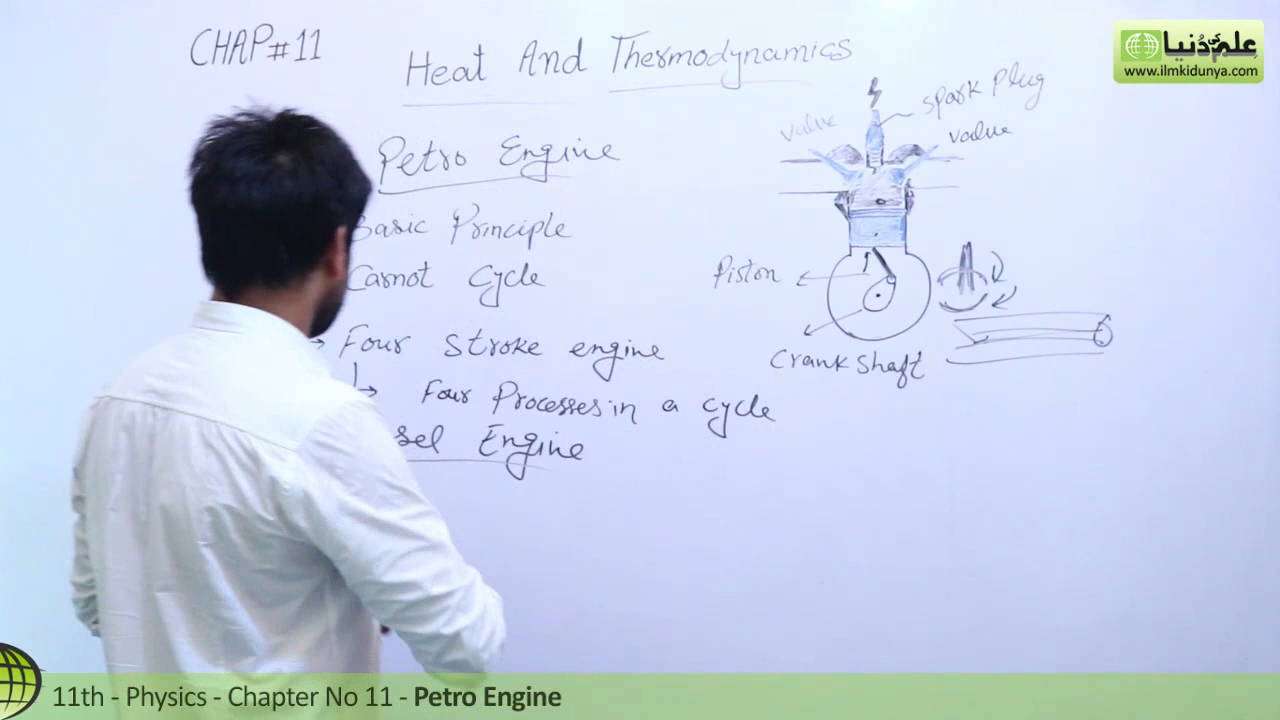 CHAP#11
Heat And Thermodynamics
علم کی دُنیا
www.ilmkidunya.com
Petro Engine
Basic Principle
Carnot Cycle
→ Four Stroke engine
↳ Four Processes in a cycle
sel Engine
spark plug
value
value
Piston
Crank Shaft
11th - Physics - Chapter No 11 - Petro Engine